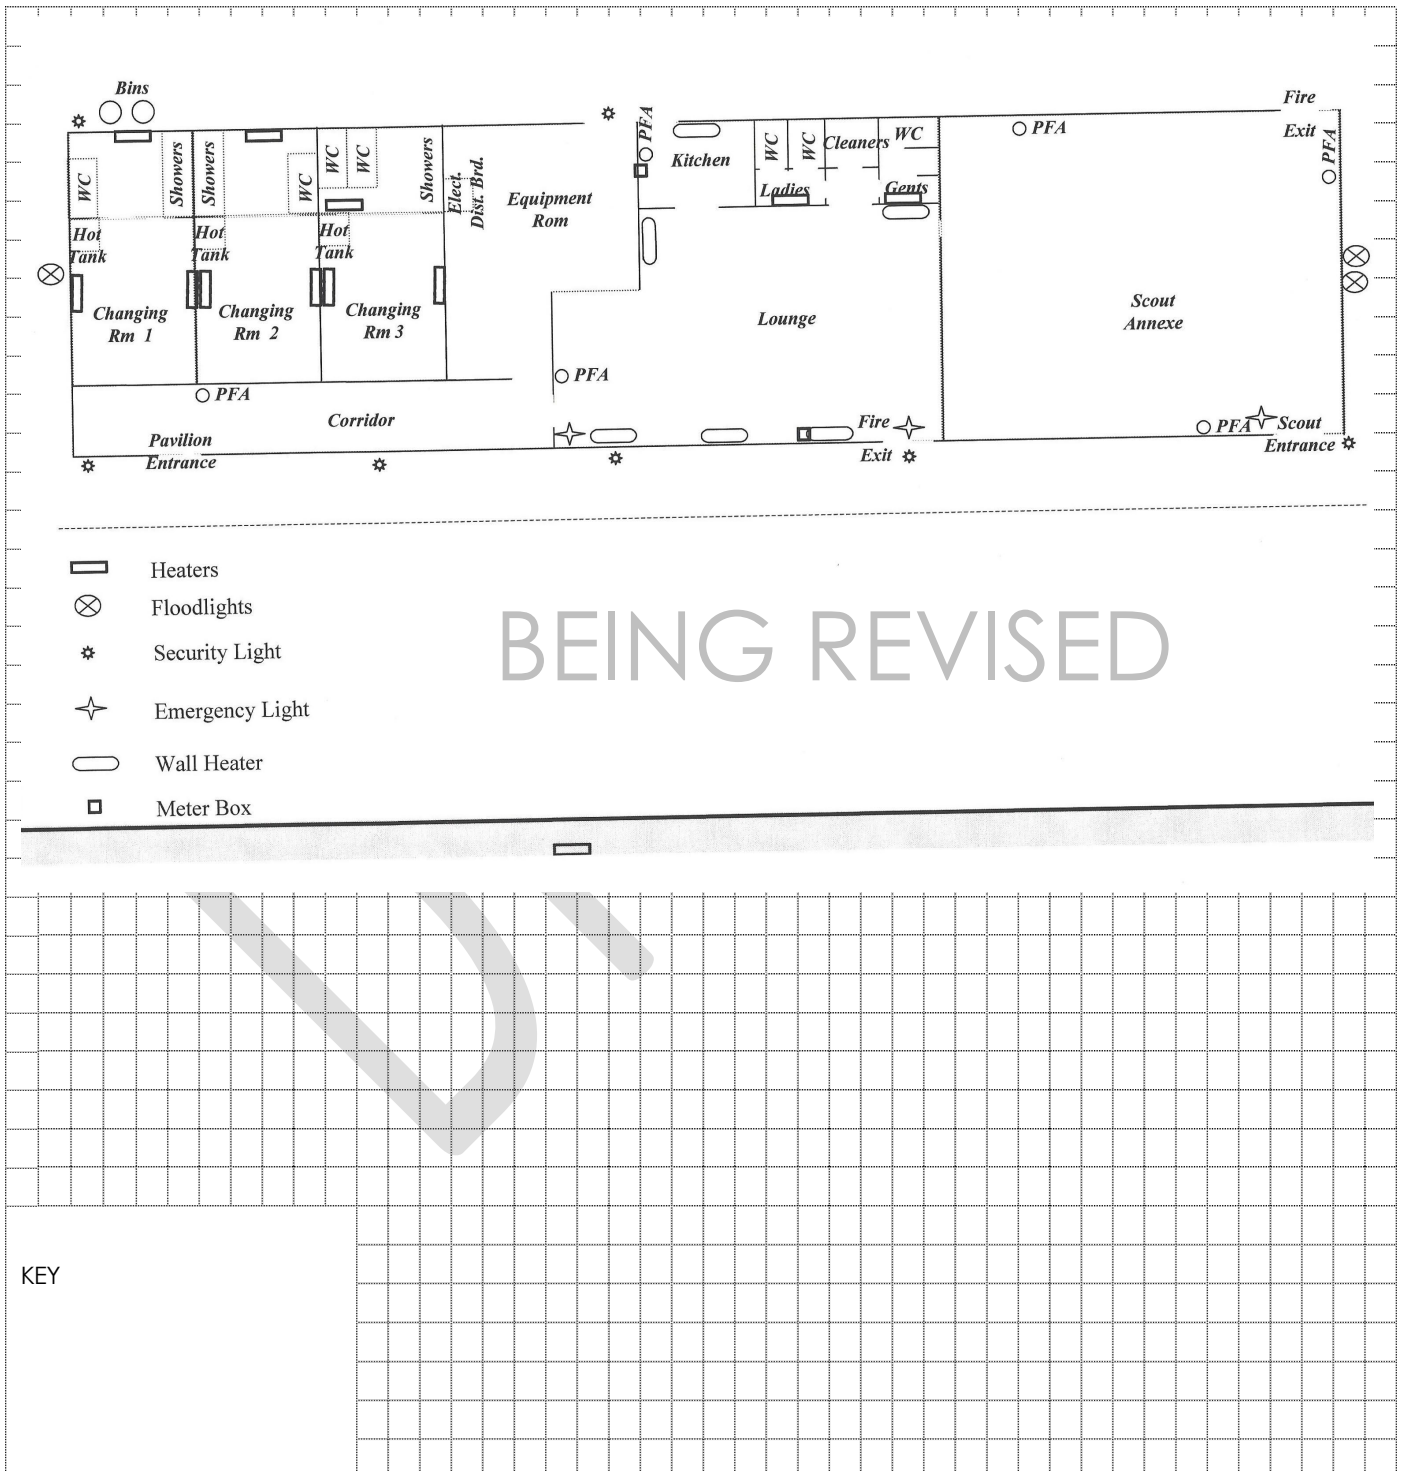 Bins
Fire
Exit
PFA
PFA
PFA
Kitchen
WC
WC
Cleaners
WC
Ladies
Gents
WC
Showers
Showers
WC
WC
WC
Showers
Elect.
Dist. Brd.
Equipment
Rom
Hot
Tank
Hot
Tank
Hot
Tank
Changing
Rm 1
Changing
Rm 2
Changing
Rm 3
Lounge
Scout
Annexe
PFA
PFA
Corridor
Pavilion
Entrance
Fire
Exit
PFA
Scout
Entrance
Heaters
Floodlights
Security Light
Emergency Light
Wall Heater
Meter Box
BEING REVISED
KEY